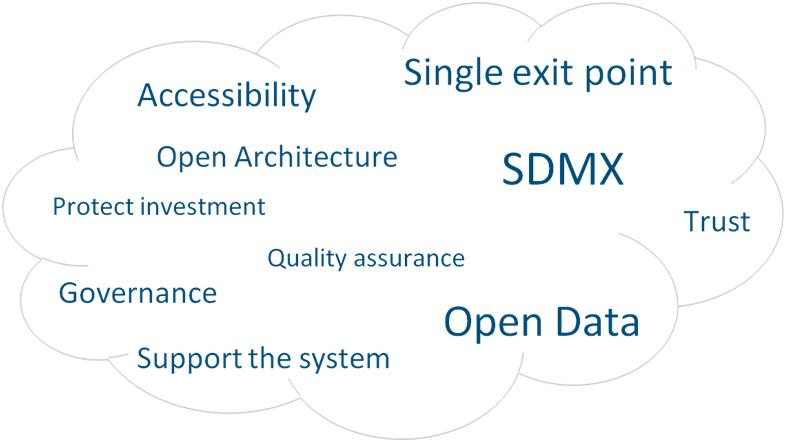 Single exit point
Accessibility
Open Architecture
SDMX
Protect investment
Trust
Quality assurance
Governance
Open Data
Support the system